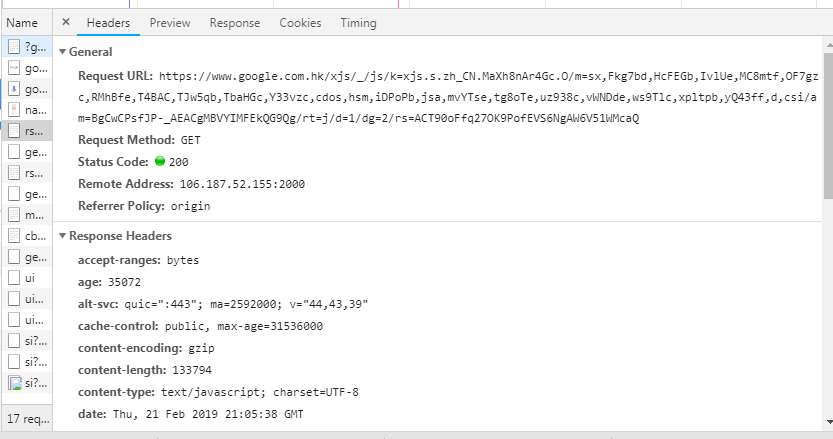 Name × Headers Preview Response Cookies Timing
?g...
go...
go...
na...
rs...
ge...
rs...
ge...
m...
cb...
ge...
ui
ui...
ui...
si?...
si?...
si?...
17 req...
General
Request URL: https://www.google.com.hk/xjs/_/js/k=xjs.s.zh_CN.MaXh8nAr4Gc.O/m=sx,Fkg7bd,HcFEGb,IvlUe,MC8mtf,OF7gz
c,RMhBfe,T4BAC,TJw5qb,TbaHGc,Y33vzc,cdos,hsm,iDPoPb,jsa,mvYTse,tg8oTe,uz938c,vWNDde,ws9Tlc,xpltpb,yQ43ff,d,csi/a
m=BgCwCPsfJP-_AEACgMBVYIMFEkQG9Qg/rt=j/d=1/dg=2/rs=ACT90oFfq27OK9PofEVS6NgAW6V51WMcaQ
Request Method: GET
Status Code: 200
Remote Address: 106.187.52.155:2000
Referrer Policy: origin
Response Headers
accept-ranges: bytes
age: 35072
alt-svc: quic=":443"; ma=2592000; v="44,43,39"
cache-control: public, max-age=31536000
content-encoding: gzip
content-length: 133794
content-type: text/javascript; charset=UTF-8
date: Thu, 21 Feb 2019 21:05:38 GMT